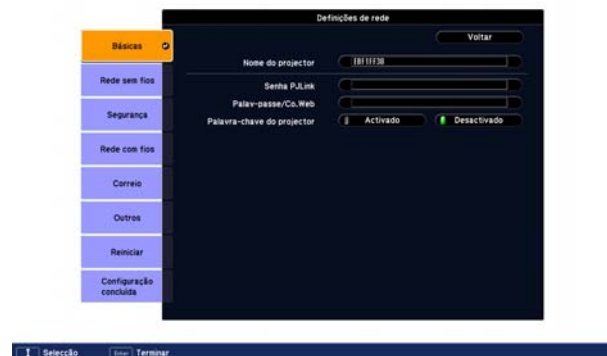 Definições de rede
Voltar
Básicas
Nome do projector
EBF1FF38
Rede sem fios
Senha PJLink
Palav-passe/Co.Web
Segurança
Palavra-chave do projector Activado Desactivado
Rede com fios
Correio
Outros
Reiniciar
Configuração
concluída
Selecção Enter Terminar